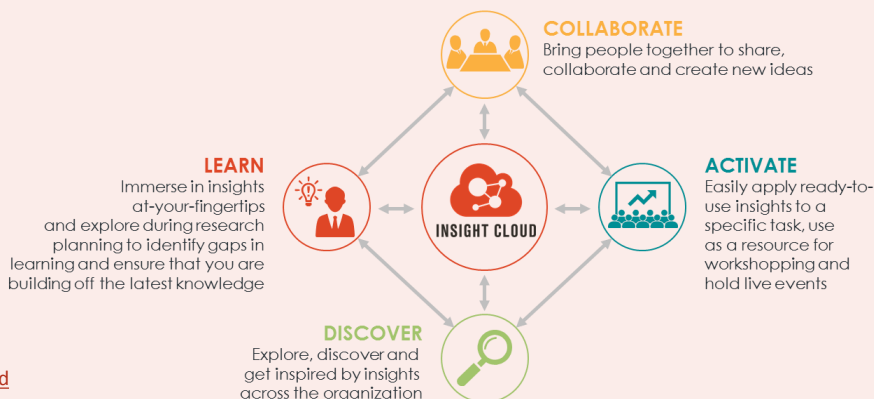 COLLABORATE
Bring people together to share,
collaborate and create new ideas
LEARN
Immerse in insights
at-your-fingertips
and explore during research
planning to identify gaps in
learning and ensure that you are
building off the latest knowledge
INSIGHT CLOUD
ACTIVATE
Easily apply ready-to-
use insights to a
specific task, use
as a resource for
workshopping and
hold live events
DISCOVER
Explore, discover and
get inspired by insights
across the organization
d